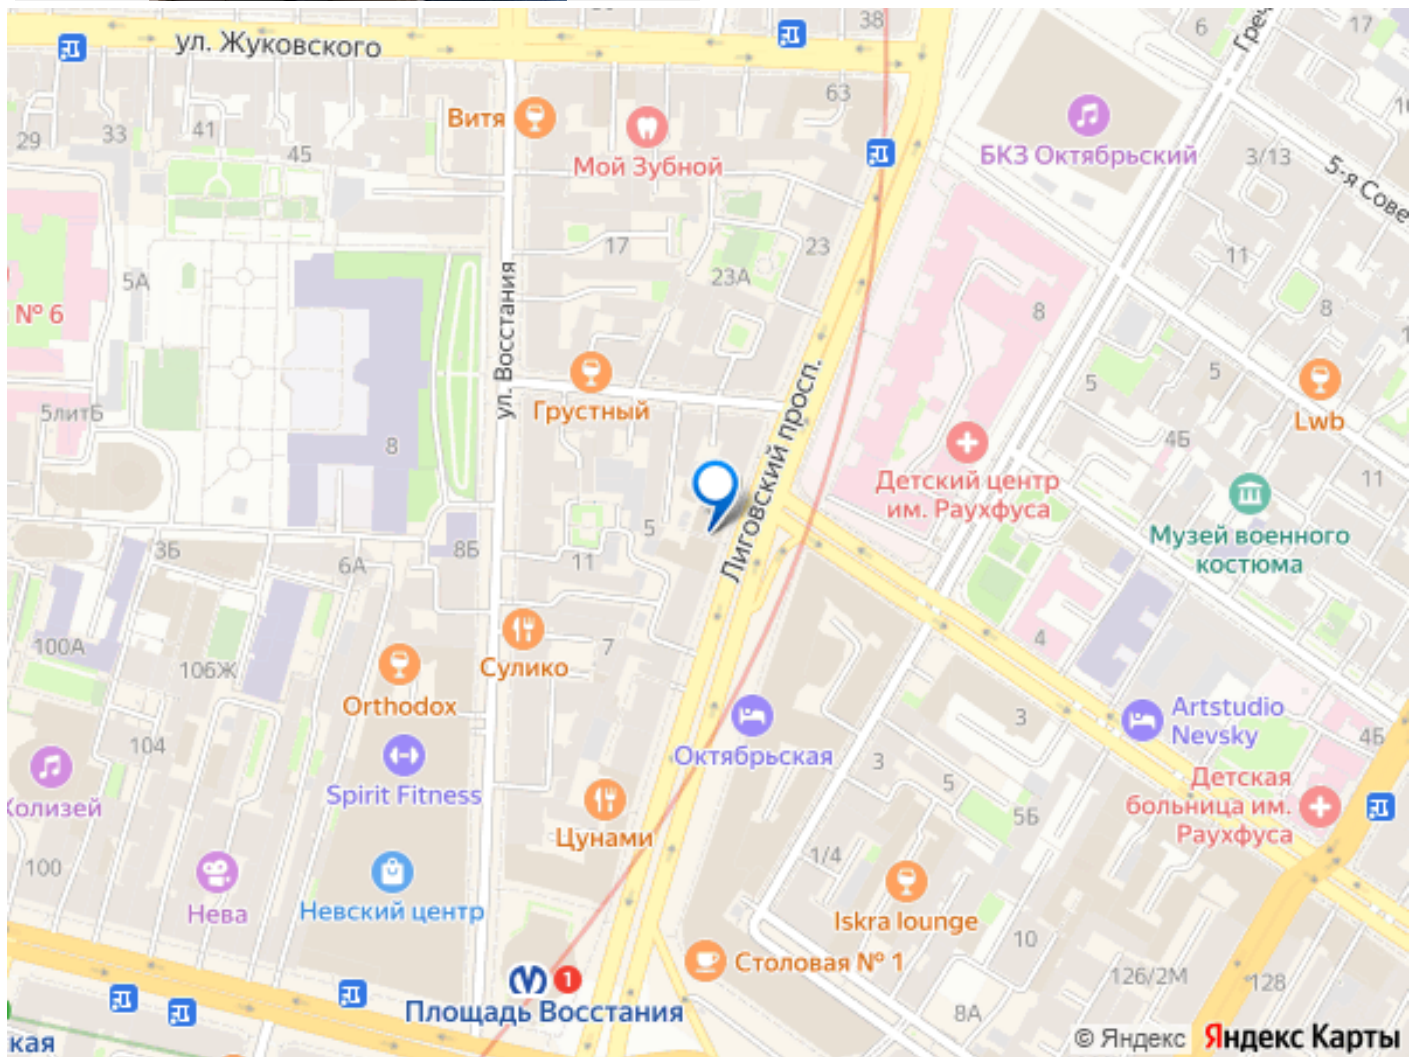 38
6
17
Греч
ул. Жуковского
63
29
33
41
45
Витя
Мой Зубной
БКЗ Октябрьский
3/13
5-я Сове
17
23
11
5А
23А
№ 6
8
8
ул. Восстания
Лиговский просп.
5
5
Грустный
5литБ
8
Lwb
4Б
11
Детский центр
им. Раухфуса
Музей военного
костюма
5
3Б
6А
8Б
11
100А
106Ж
7
4
Сулико
Orthodox
3
Artstudio
Nevsky
4Б
104
Октябрьская
3
5
5Б
Spirit Fitness
Детская
больница им.
Раухфуса
Колизей
Цунами
100
1/4
Нева
Невский центр
Iskra lounge
10
Столовая № 1
1
126/2М
128
Площадь Восстания
8А
кая
© Яндекс Яндекс Карты